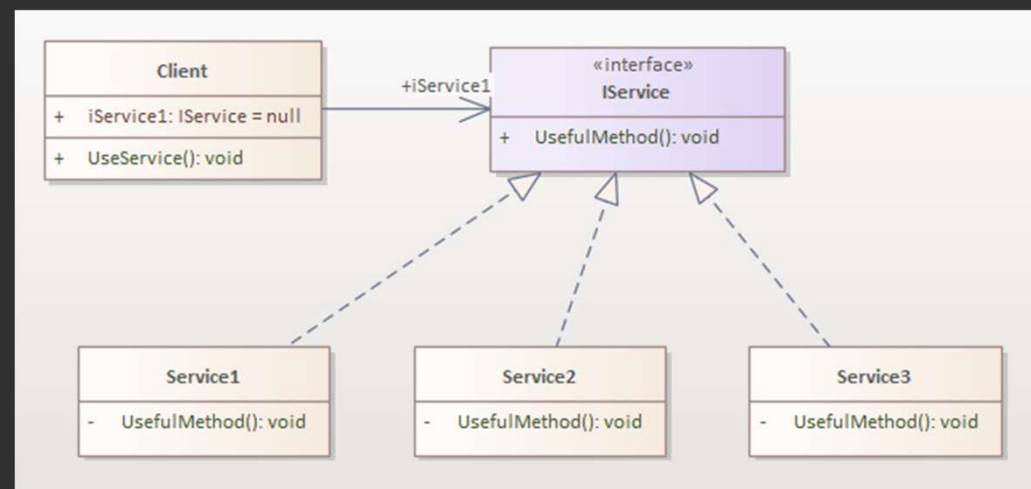 Client
+ iService1: IService = null
+ UseService(): void
+iService1
«interface»
IService
+ UsefulMethod(): void
Service1
- UsefulMethod(): void
Service2
- UsefulMethod(): void
Service3
- UsefulMethod(): void